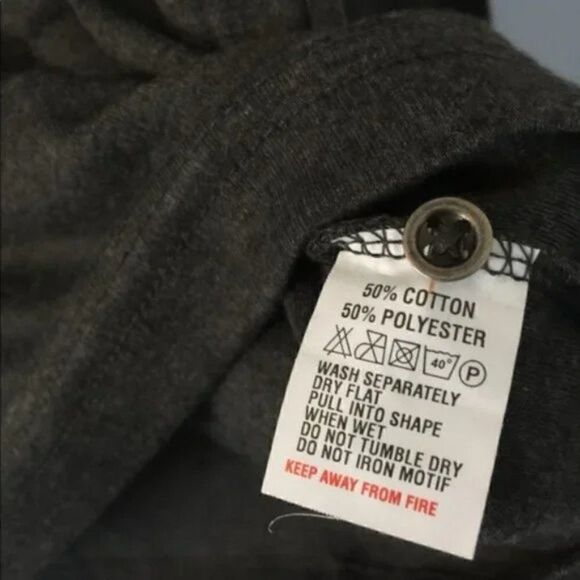 50% COTTON
50% POLYESTER
40° P
WASH SEPARATELY
DRY FLAT
PULL INTO SHAPE
WHEN WET
DO NOT TUMBLE DRY
DO NOT IRON MOTIF
KEEP AWAY FROM FIRE